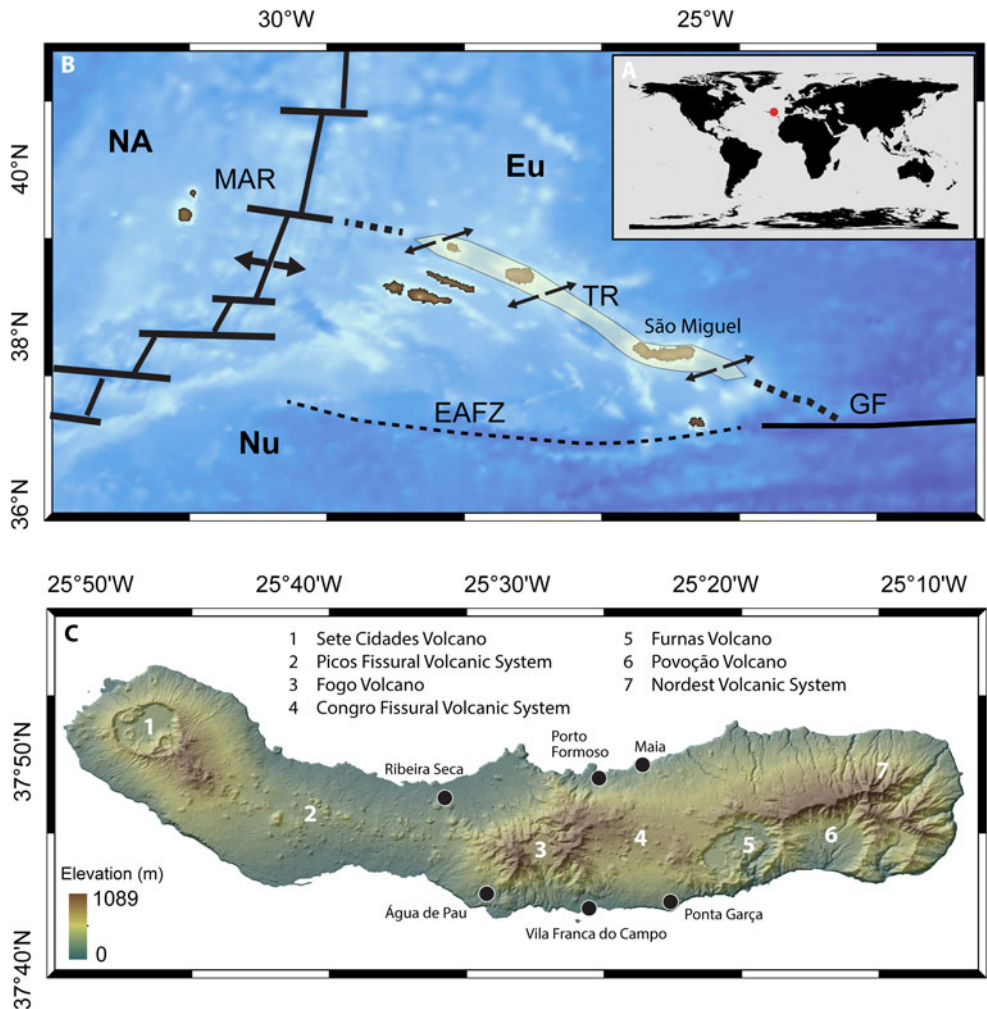 30°W 25°W
B
A
NA
Eu
40°N
MAR
TR
São Miguel
38°N
GF
EAFZ
Nu
36°N
25°50'W 25°40'W 25°30'W 25°20'W 25°10'W
C
1 Sete Cidades Volcano
2 Picos Fissural Volcanic System
3 Fogo Volcano
4 Congro Fissural Volcanic System
5 Furnas Volcano
6 Povoção Volcano
7 Nordest Volcanic System
37°50'N
1
Porto
Formoso
Maia
Ribeira Seca
7
2
3
4
5
6
Elevation (m)
1089
0
Água de Pau
Ponta Garça
Vila Franca do Campo
37°40'N